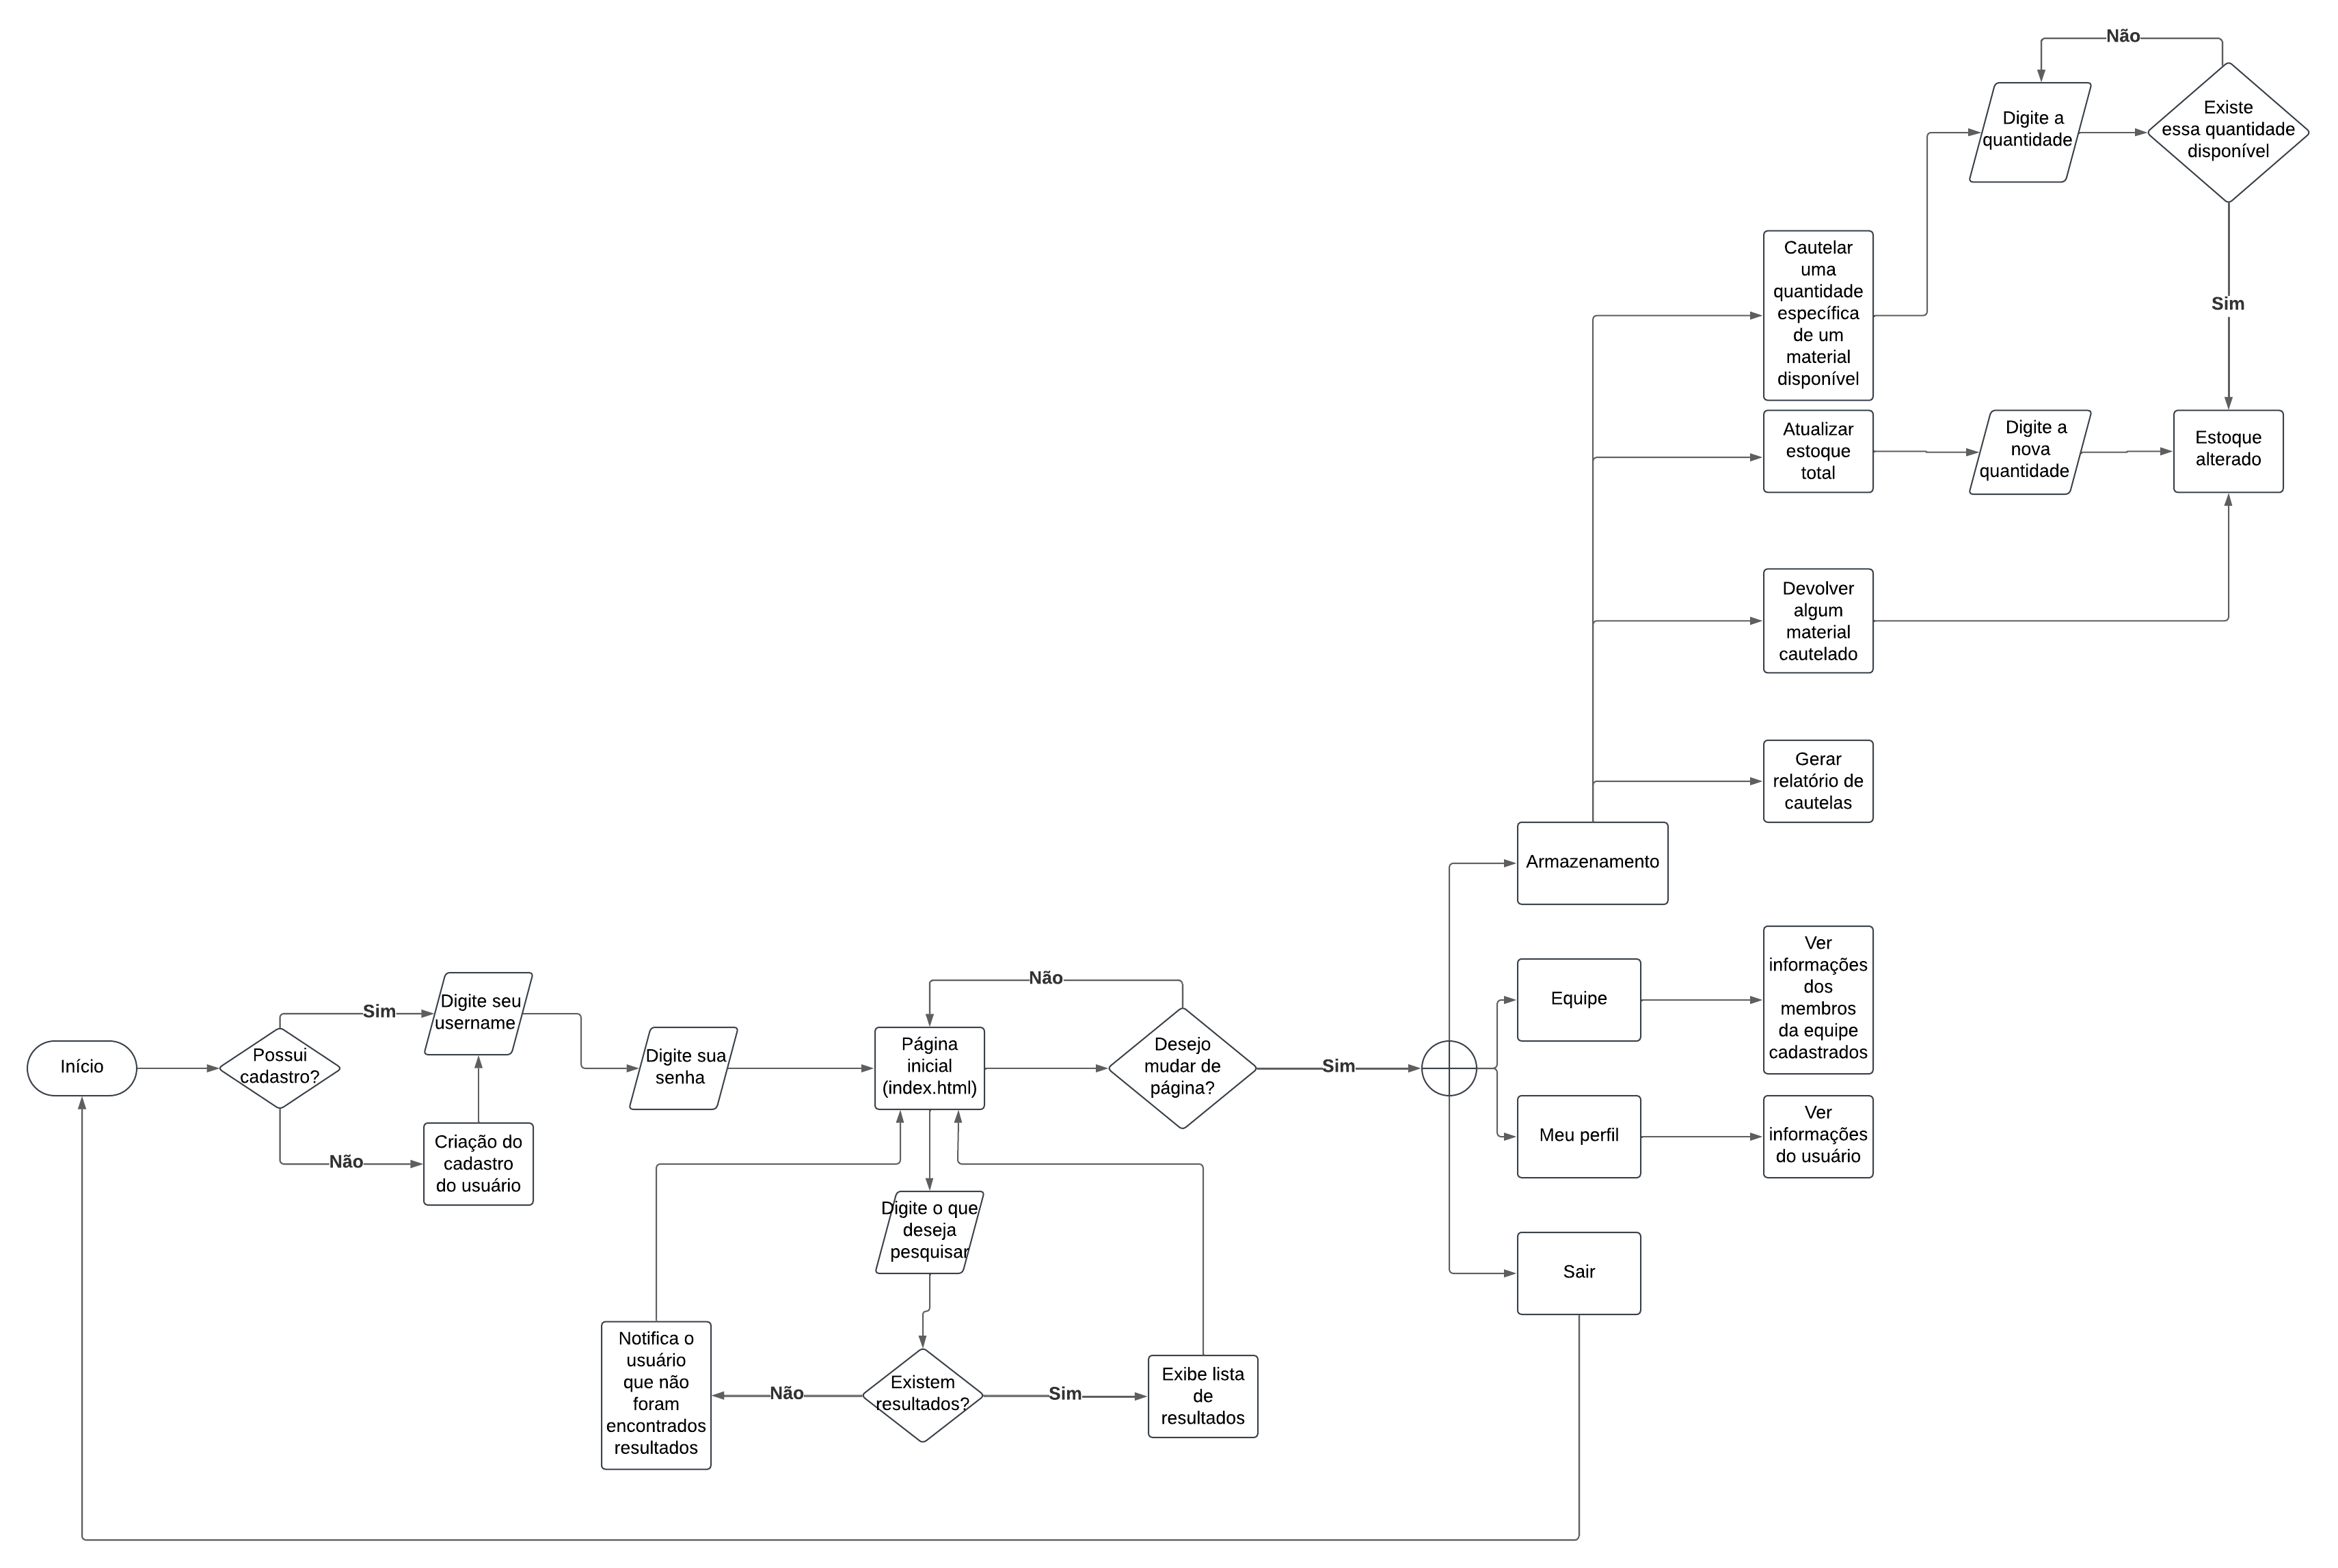 Não
Digite a
quantidade
Existe
essa quantidade
disponível
Cautelar
uma
quantidade
específica
de um
material
disponível
Sim
Atualizar
estoque
total
Digite a
nova
quantidade
Estoque
alterado
Devolver
algum
material
cautelado
Gerar
relatório de
cautelas
Armazenamento
Equipe
Ver
informações
dos
membros
da equipe
cadastrados
Meu perfil
Ver
informações
do usuário
Sair
Início
Possui
cadastro?
Sim
Não
Digite seu
username
Criação do
cadastro
do usuário
Digite sua
senha
Página
inicial
(index.html)
Não
Desejo
mudar de
página?
Sim
Digite o que
deseja
pesquisar
Existem
resultados?
Não
Notifica o
usuário
que não
foram
encontrados
resultados
Sim
Exibe lista
de
resultados